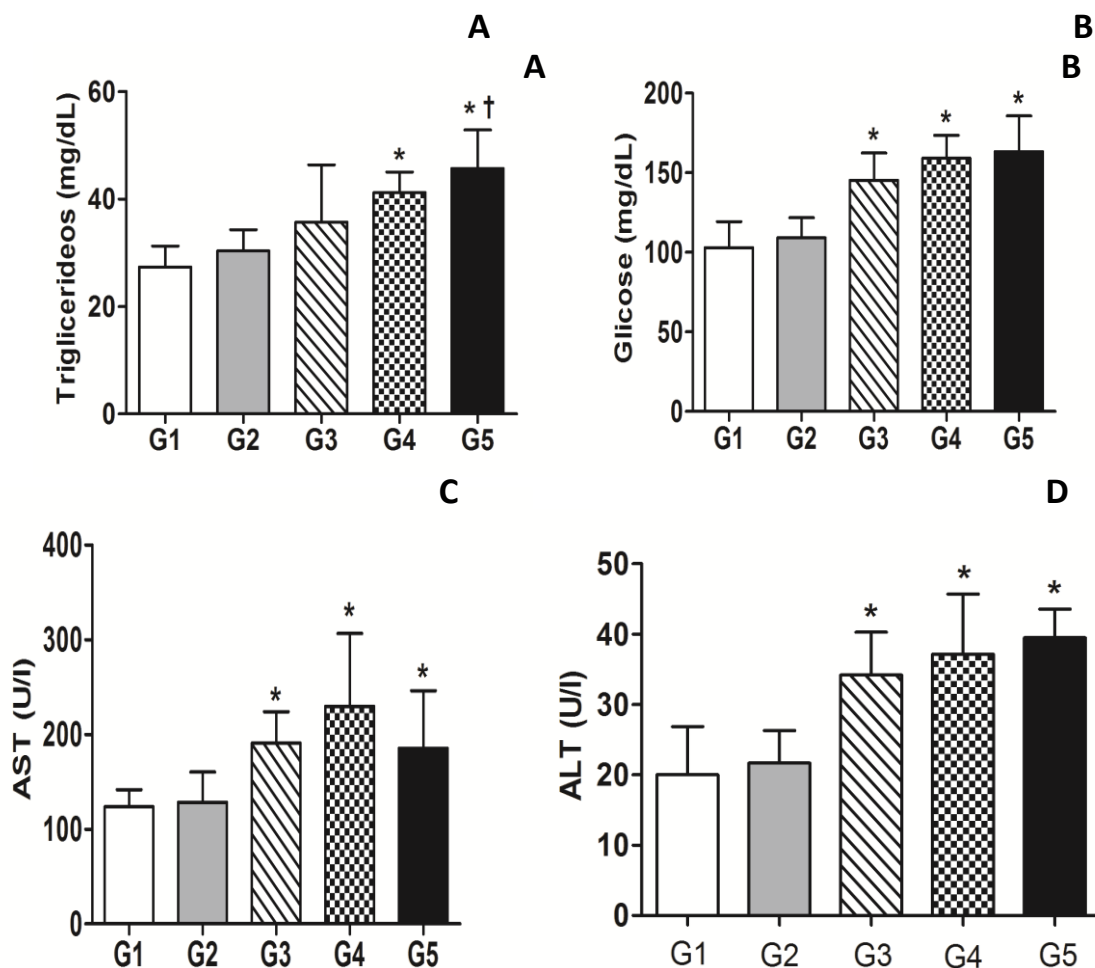 A
B
A
B
Triglicerideos (mg/dL)
60
40
20
0
*
* †
G1 G2 G3 G4 G5
Glicose (mg/dL)
200
150
100
50
0
*
*
*
G1 G2 G3 G4 G5
C
D
AST (U/l)
400
300
200
100
0
*
*
*
G1 G2 G3 G4 G5
ALT (U/l)
50
40
30
20
10
0
*
*
*
G1 G2 G3 G4 G5